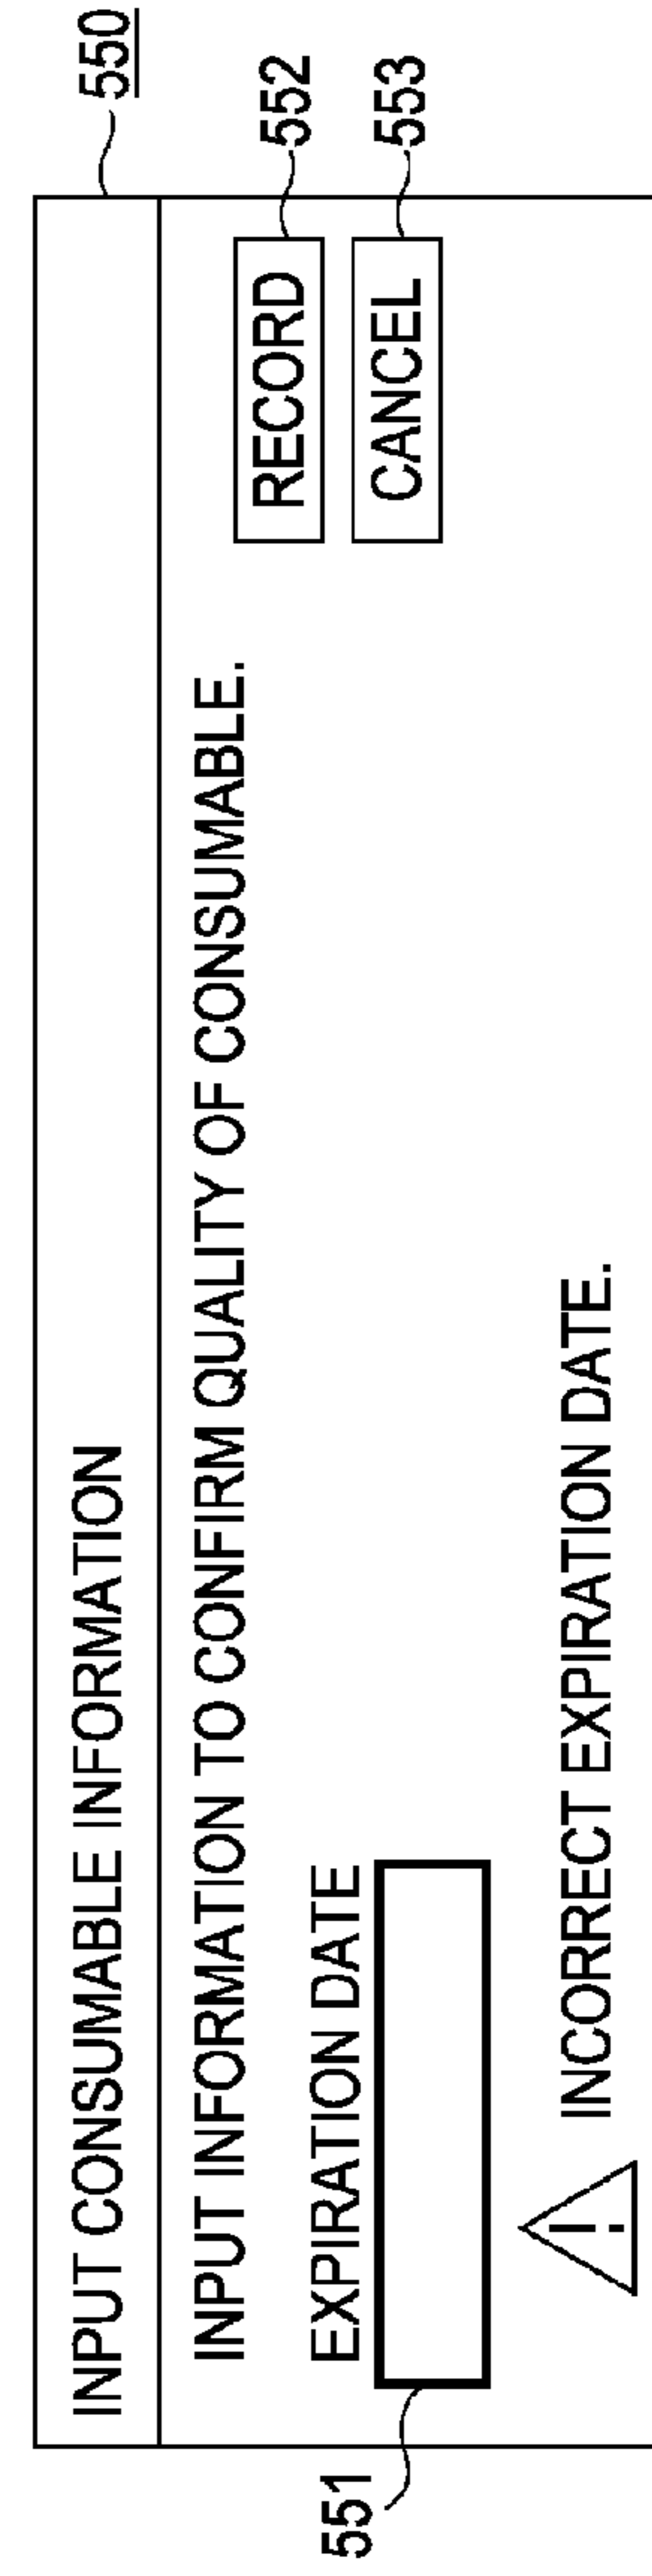 550
INPUT CONSUMABLE INFORMATION
INPUT INFORMATION TO CONFIRM QUALITY OF CONSUMABLE.
RECORD
552
EXPIRATION DATE
CANCEL
553
551
INCORRECT EXPIRATION DATE.